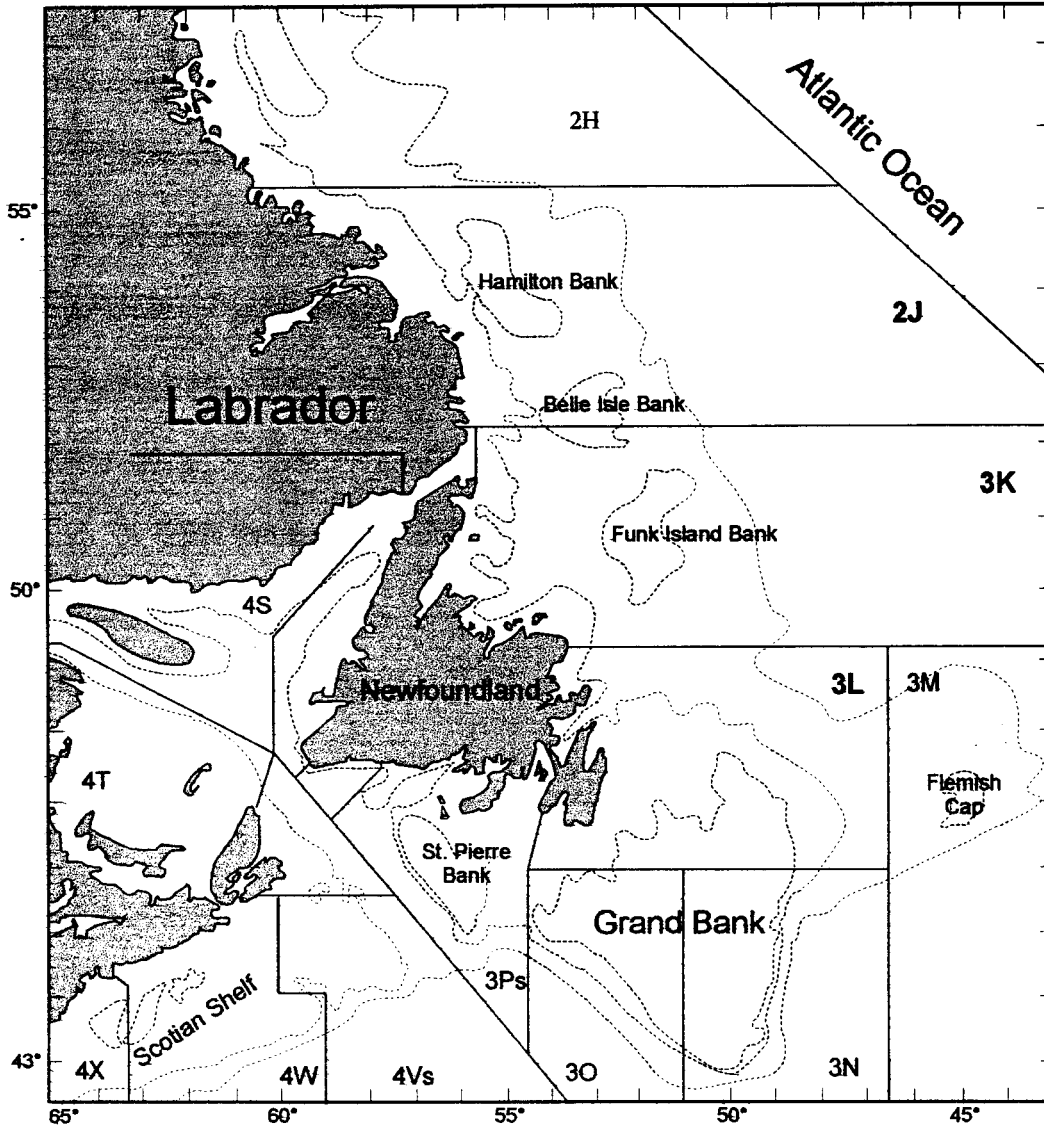 2H
Atlantic Ocean
55°
Hamilton Bank
2J
Labrador
Belle Isle Bank
3K
Funk Island Bank
50°
4S
Newfoundland
3L
3M
4T
Flemish
Cap
St. Pierre
Bank
Grand Bank
3Ps
Scotian Shelf
43°
4X
4W
4Vs
3O
3N
65°
60°
55°
50°
45°